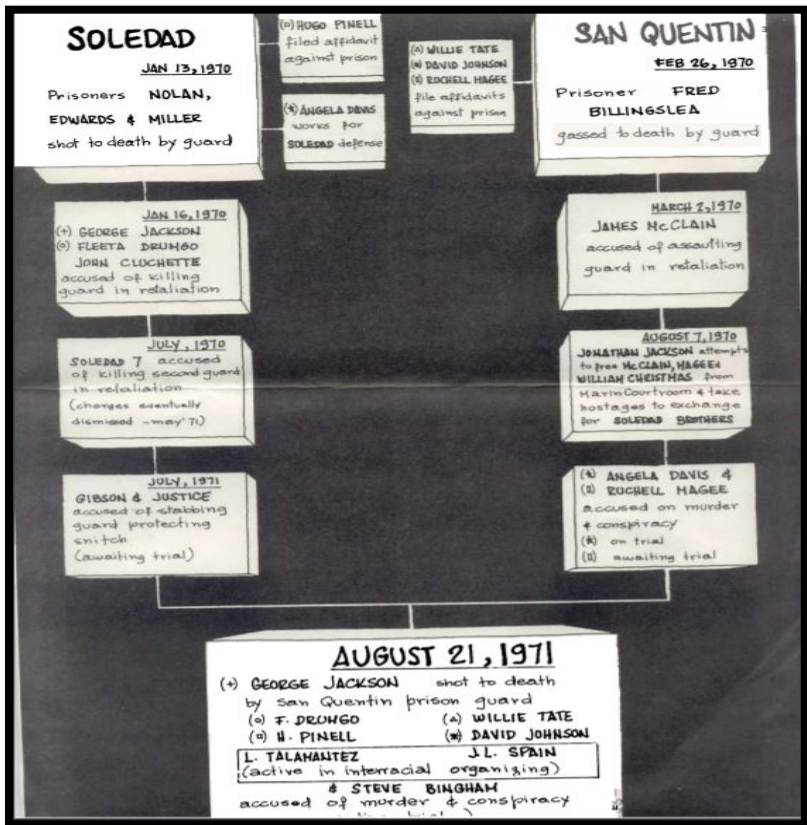 SOLEDAD
JAN 13, 1970
Prisoners NOLAN,
EDWARDS & MILLER
shot to death by guard
(o) HUGO PINELL
filed affidavit
against prison
(*) ANGELA DAVIS
works for
SOLEDAD defense
(△) WILLIE TATE
(*) DAVID JOHNSON
(□) ROCHELL MAGEE
file affidavits
against prison
SAN QUENTIN
FEB 26, 1970
Prisoner FRED
BILLINGSLEA
gassed to death by guard
JAN 16, 1970
(+) GEORGE JACKSON
(o) FLEETA DRUMGO
JOHN CLUCHETTE
accused of killing
guard in retaliation
JULY, 1970
SOLEDAD 7 accused
of killing second guard
in retaliation
(charges eventually
dismissed - may '71)
JULY, 1971
GIBSON & JUSTICE
accused of stabbing
guard protecting
snitch
(awaiting trial)
MARCH 2, 1970
JAMES McCLAIN
accused of assaulting
guard in retaliation
AUGUST 7, 1970
JONATHAN JACKSON attempts
to free McCLAIN, MAGEE &
WILLIAM CHRISTMAS from
Marin Courtroom & take
hostages to exchange
for SOLEDAD BROTHERS
(*) ANGELA DAVIS &
(□) RUCHELL MAGEE
accused on murder
& conspiracy
(*) on trial
(□) awaiting trial
AUGUST 21, 1971
(+) GEORGE JACKSON shot to death
by San Quentin prison guard
(o) F. DRUMGO (△) WILLIE TATE
(□) H. PINELL (*) DAVID JOHNSON
L. TALAMANTEZ J.L. SPAIN
(active in interracial organizing)
& STEVE BINGHAM
accused of murder & conspiracy